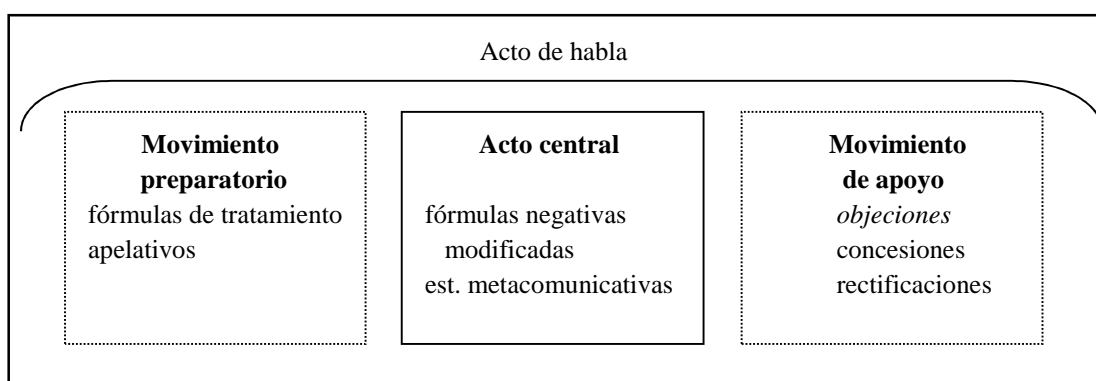 Acto de habla
Movimiento
preparatorio
fórmulas de tratamiento
apelativos
Acto central
fórmulas negativas
modificadas
est. metacomunicativas
Movimiento
de apoyo
objeciones
concesiones
rectificaciones